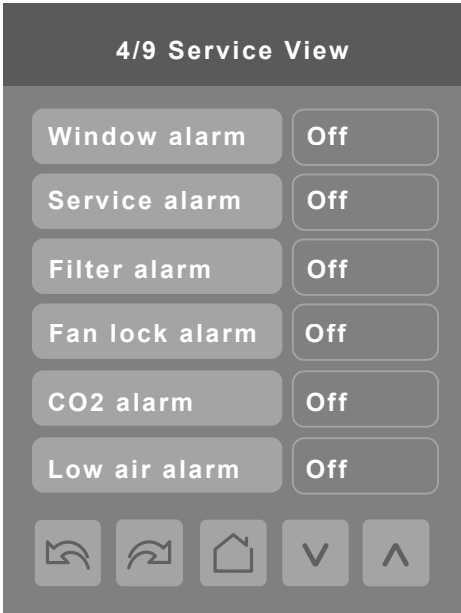 4/9 Service View
Window alarm Off
Service alarm Off
Filter alarm Off
Fan lock alarm Off
CO2 alarm Off
Low air alarm Off